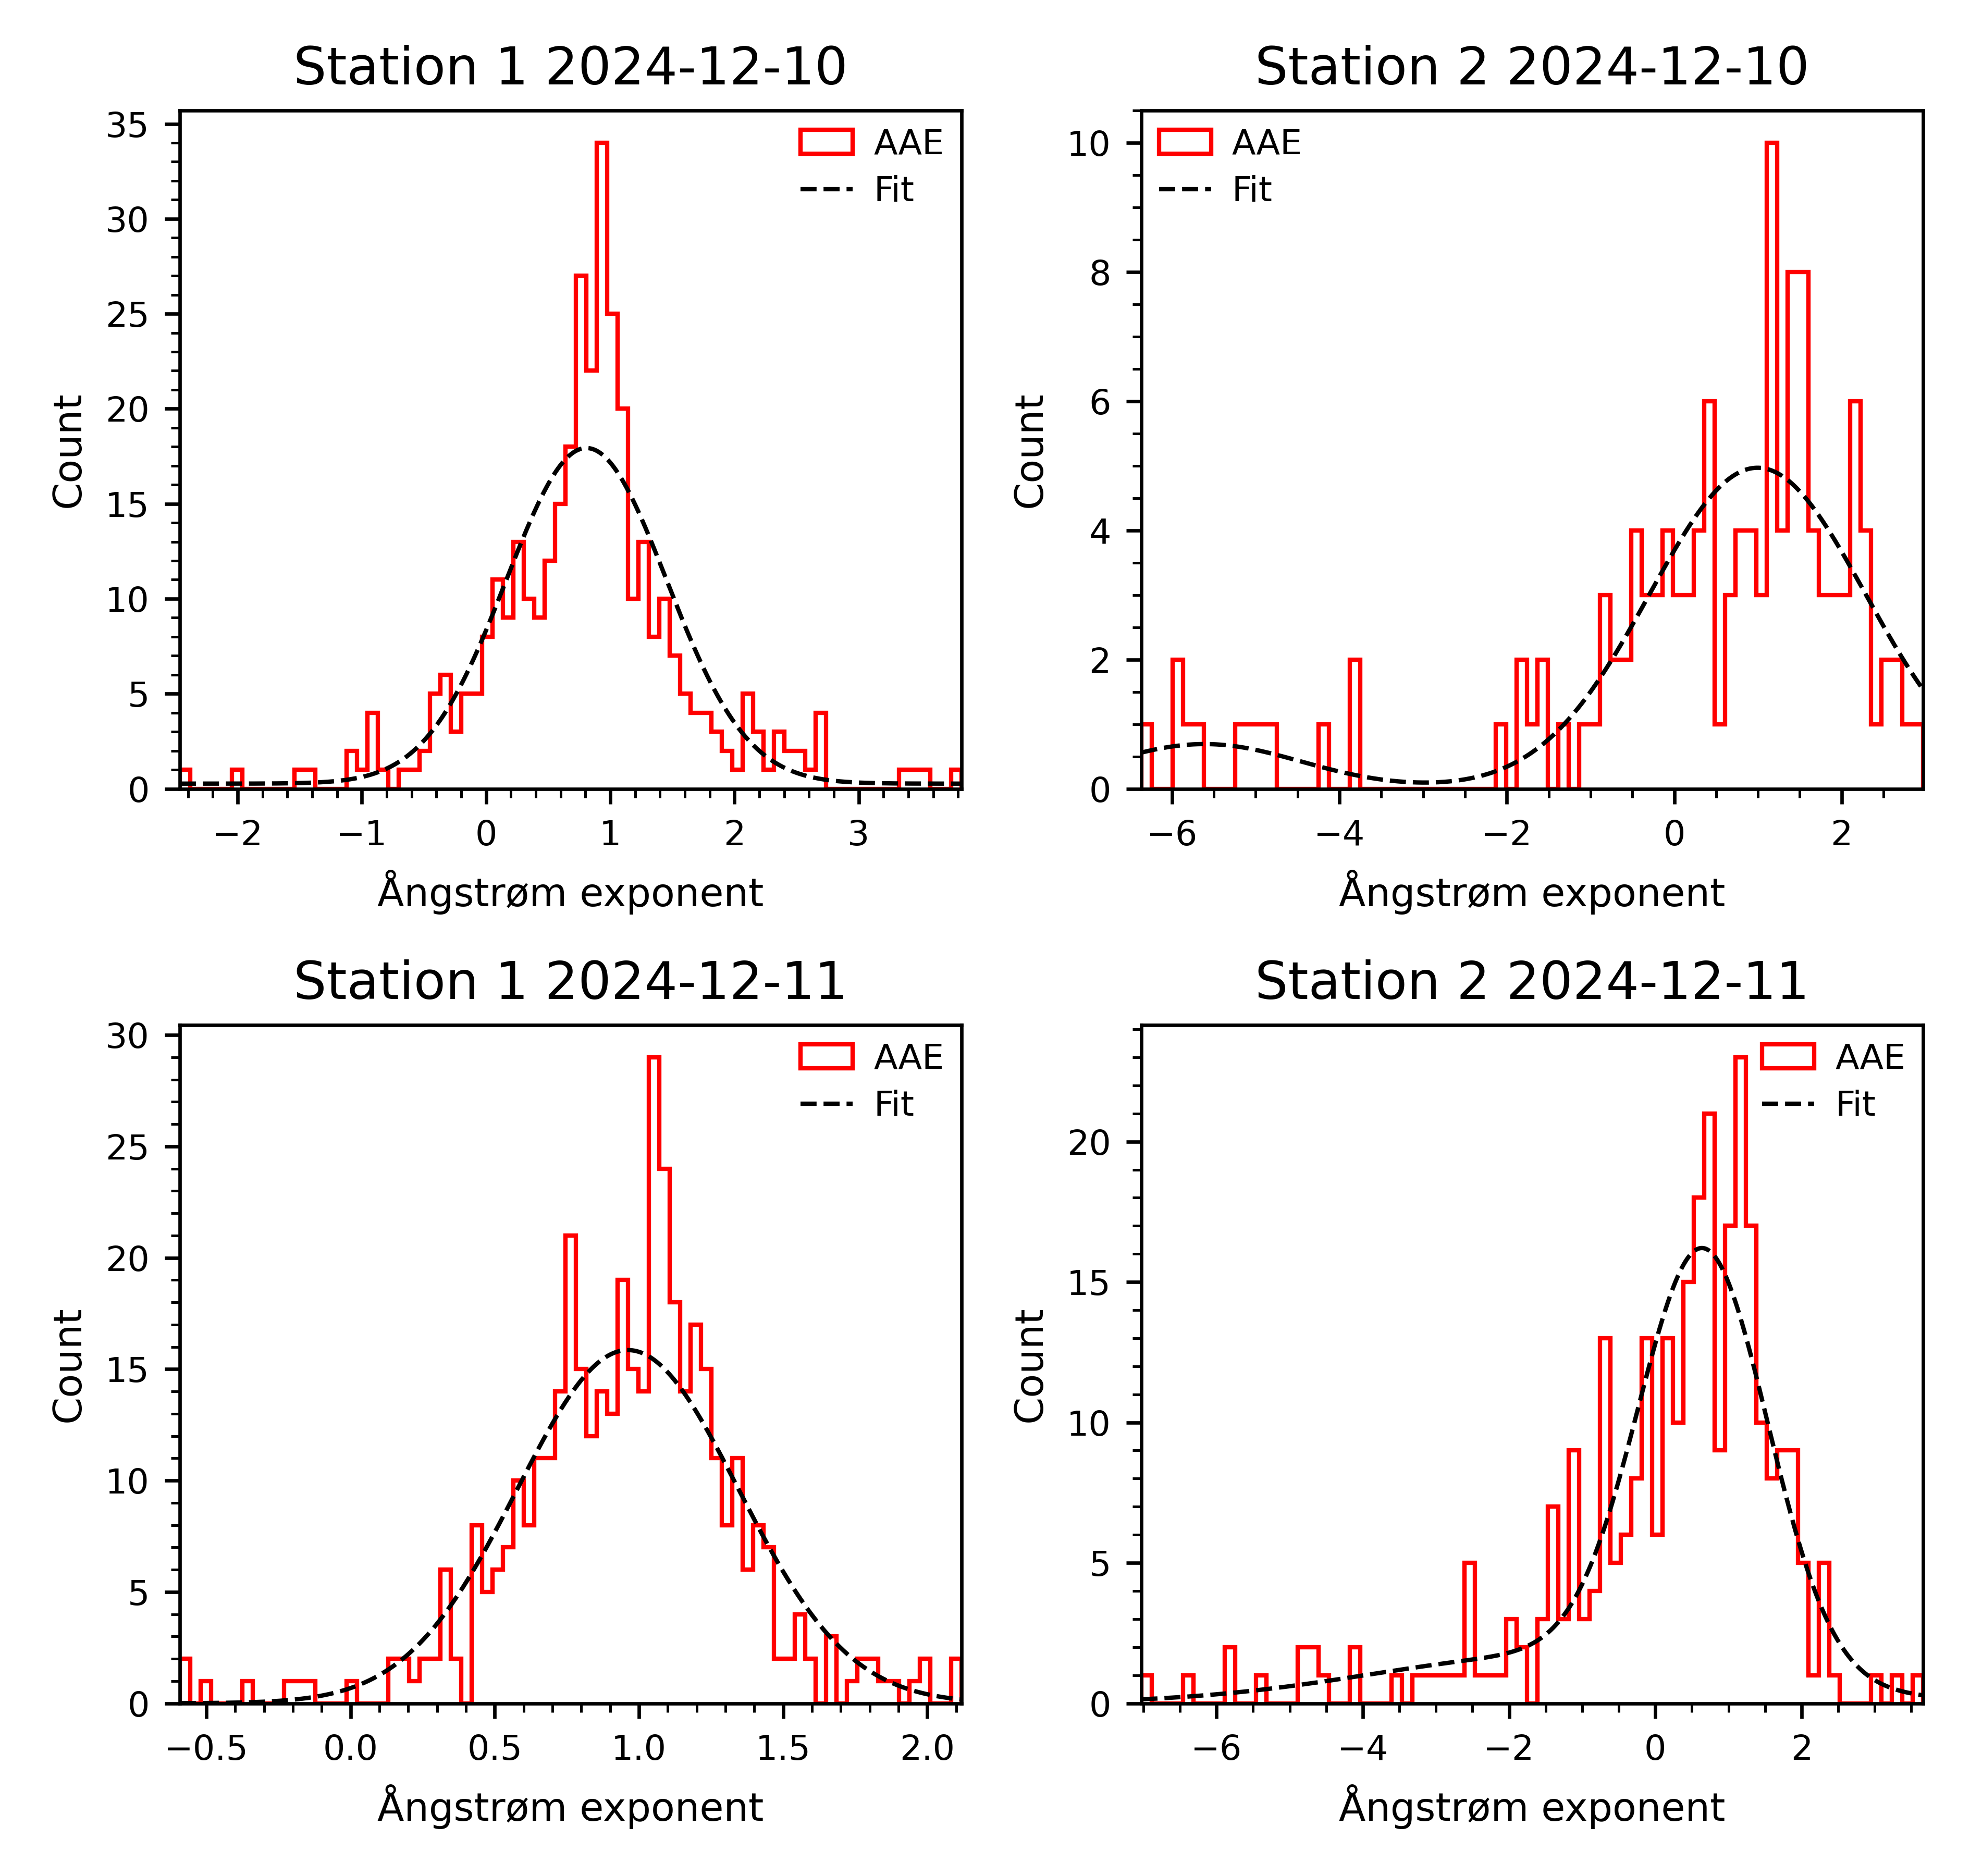 Station 1 2024-12-10
35
30
25
20
15
10
5
0
Count
AAE
Fit
−2 −1 0 1 2 3
Ångstrøm exponent
Station 2 2024-12-10
10
8
6
4
2
0
Count
AAE
Fit
−6 −4 −2 0 2
Ångstrøm exponent
Station 1 2024-12-11
30
25
20
15
10
5
0
Count
AAE
Fit
−0.5 0.0 0.5 1.0 1.5 2.0
Ångstrøm exponent
Station 2 2024-12-11
20
15
10
5
0
Count
AAE
Fit
−6 −4 −2 0 2
Ångstrøm exponent